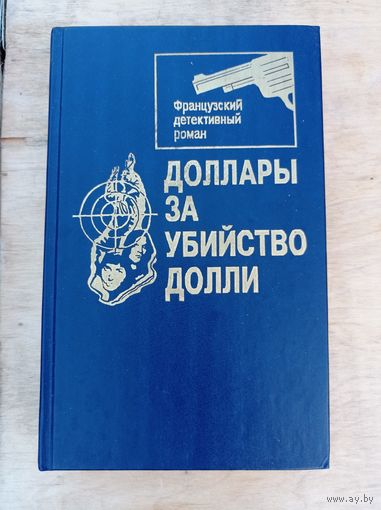 Французский
детективный
роман
ДОЛЛАРЫ
ЗА
УБИЙСТВО
ДОЛЛИ
© www.ay.by